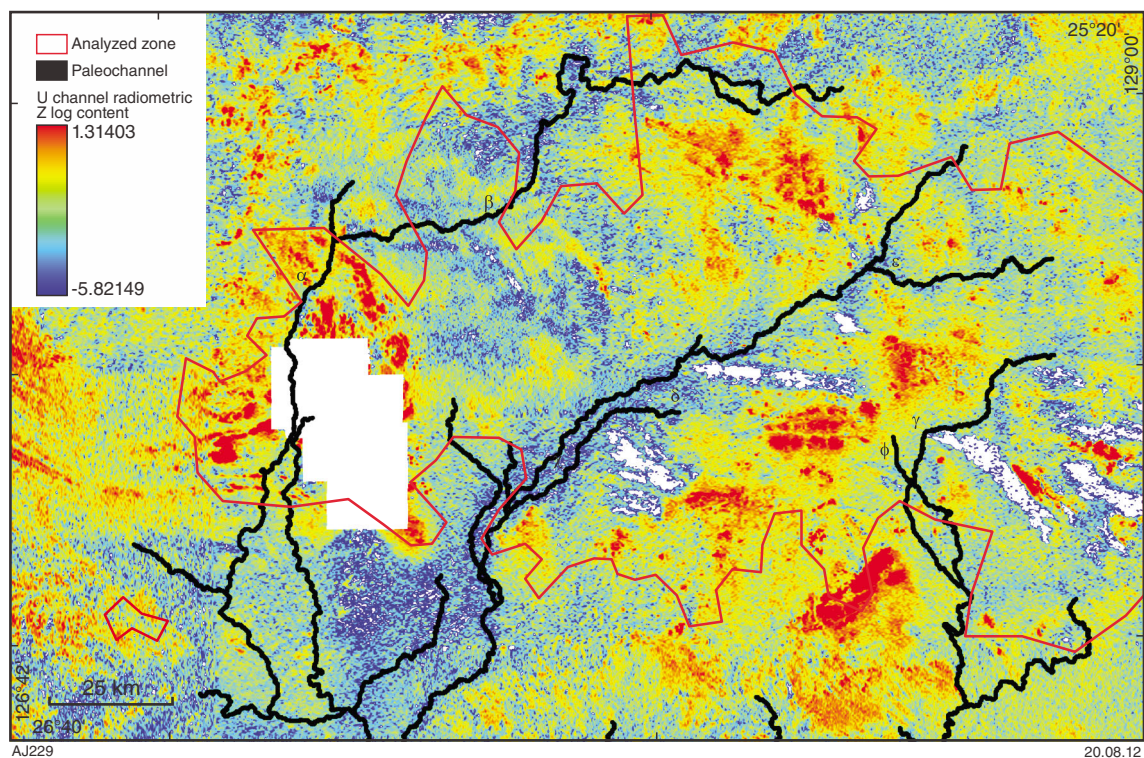 Analyzed zone
Paleochannel
U channel radiometric
Z log content
1.31403
-5.82149
25°20'
129°00'
β
α
ε
δ
γ
ϕ
126°42'
25 km
26°40'
AJ229
20.08.12